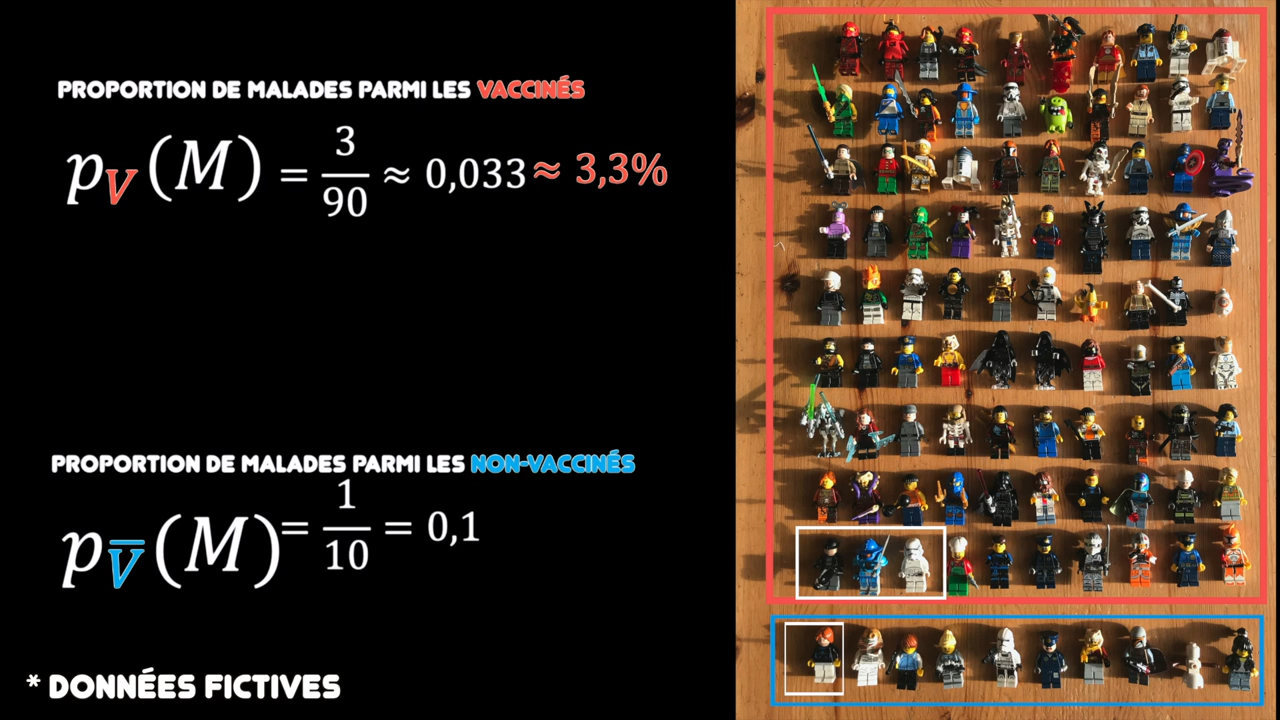 PROPORTION DE MALADES PARMI LES VACCINÉS
p_V(M) = 3/90 ≈ 0,033 ≈ 3,3%
PROPORTION DE MALADES PARMI LES NON-VACCINÉS
p_V̅(M) = 1/10 = 0,1
* DONNÉES FICTIVES